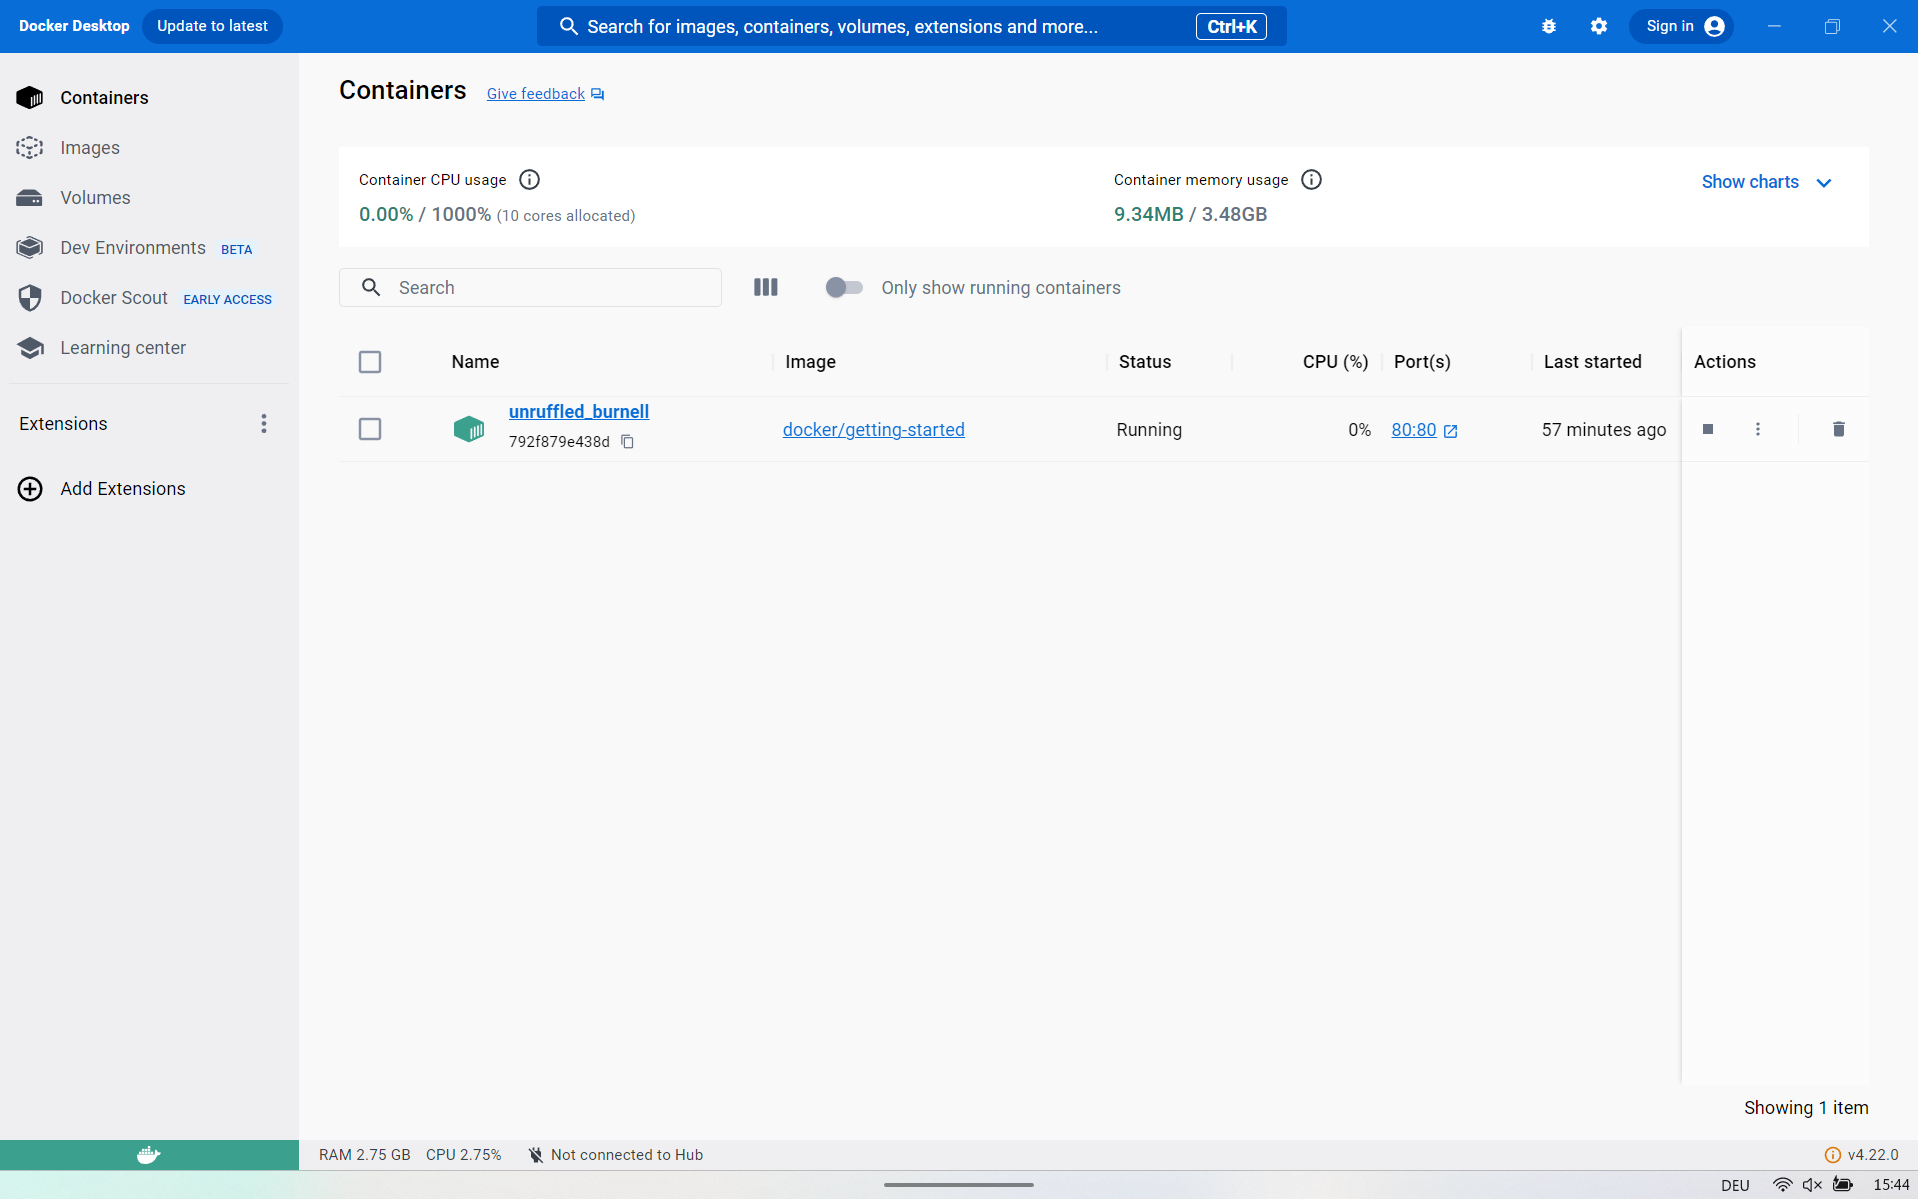 Docker Desktop
Update to latest
Search for images, containers, volumes, extensions and more...
Ctrl+K
Sign in
Containers
Images
Volumes
Dev Environments BETA
Docker Scout EARLY ACCESS
Learning center
Extensions
Add Extensions
Containers
Give feedback
Container CPU usage
0.00% / 1000% (10 cores allocated)
Container memory usage
9.34MB / 3.48GB
Show charts
Search
Only show running containers
Name Image Status CPU (%) Port(s) Last started Actions
unruffled_burnell
792f879e438d
docker/getting-started
Running
0%
80:80
57 minutes ago
Showing 1 item
RAM 2.75 GB CPU 2.75% Not connected to Hub
v4.22.0
DEU
15:44